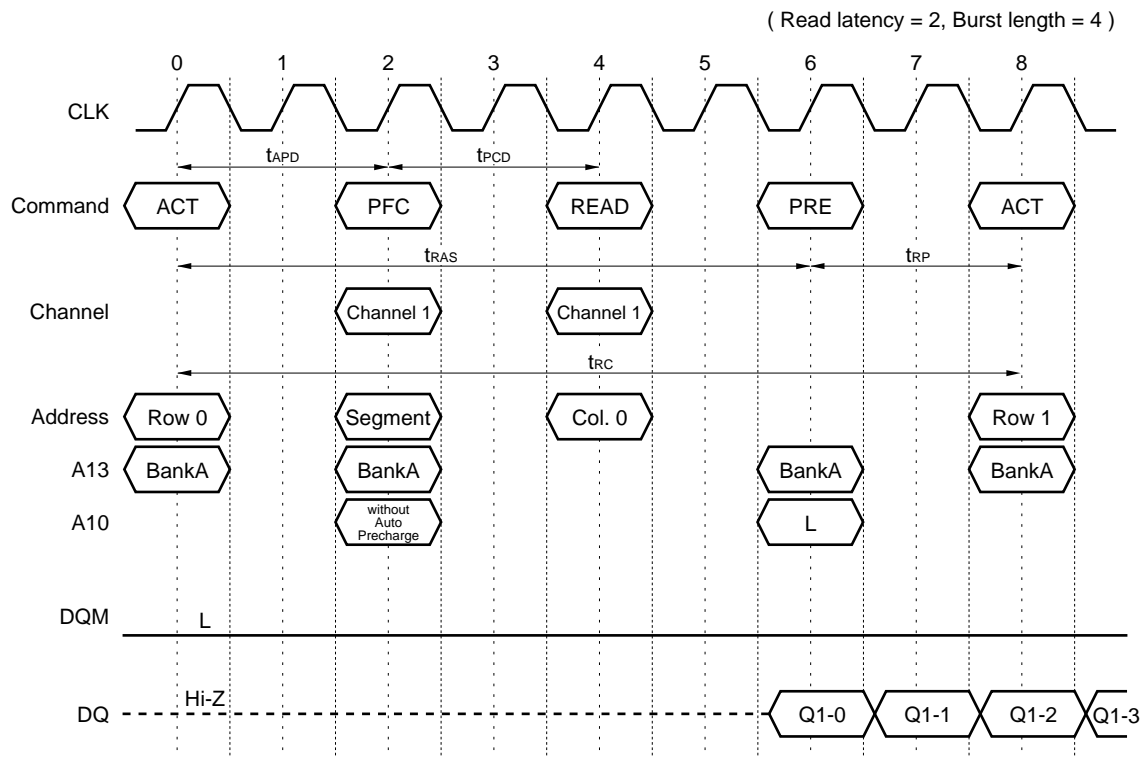 ( Read latency = 2, Burst length = 4 )
0 1 2 3 4 5 6 7 8
CLK
tAPD tPCD
Command ACT PFC READ PRE ACT
tRAS tRP
Channel Channel 1 Channel 1
tRC
Address Row 0 Segment Col. 0 Row 1
A13 BankA BankA BankA BankA
A10 without Auto Precharge L
DQM L
Hi-Z
DQ Q1-0 Q1-1 Q1-2 Q1-3